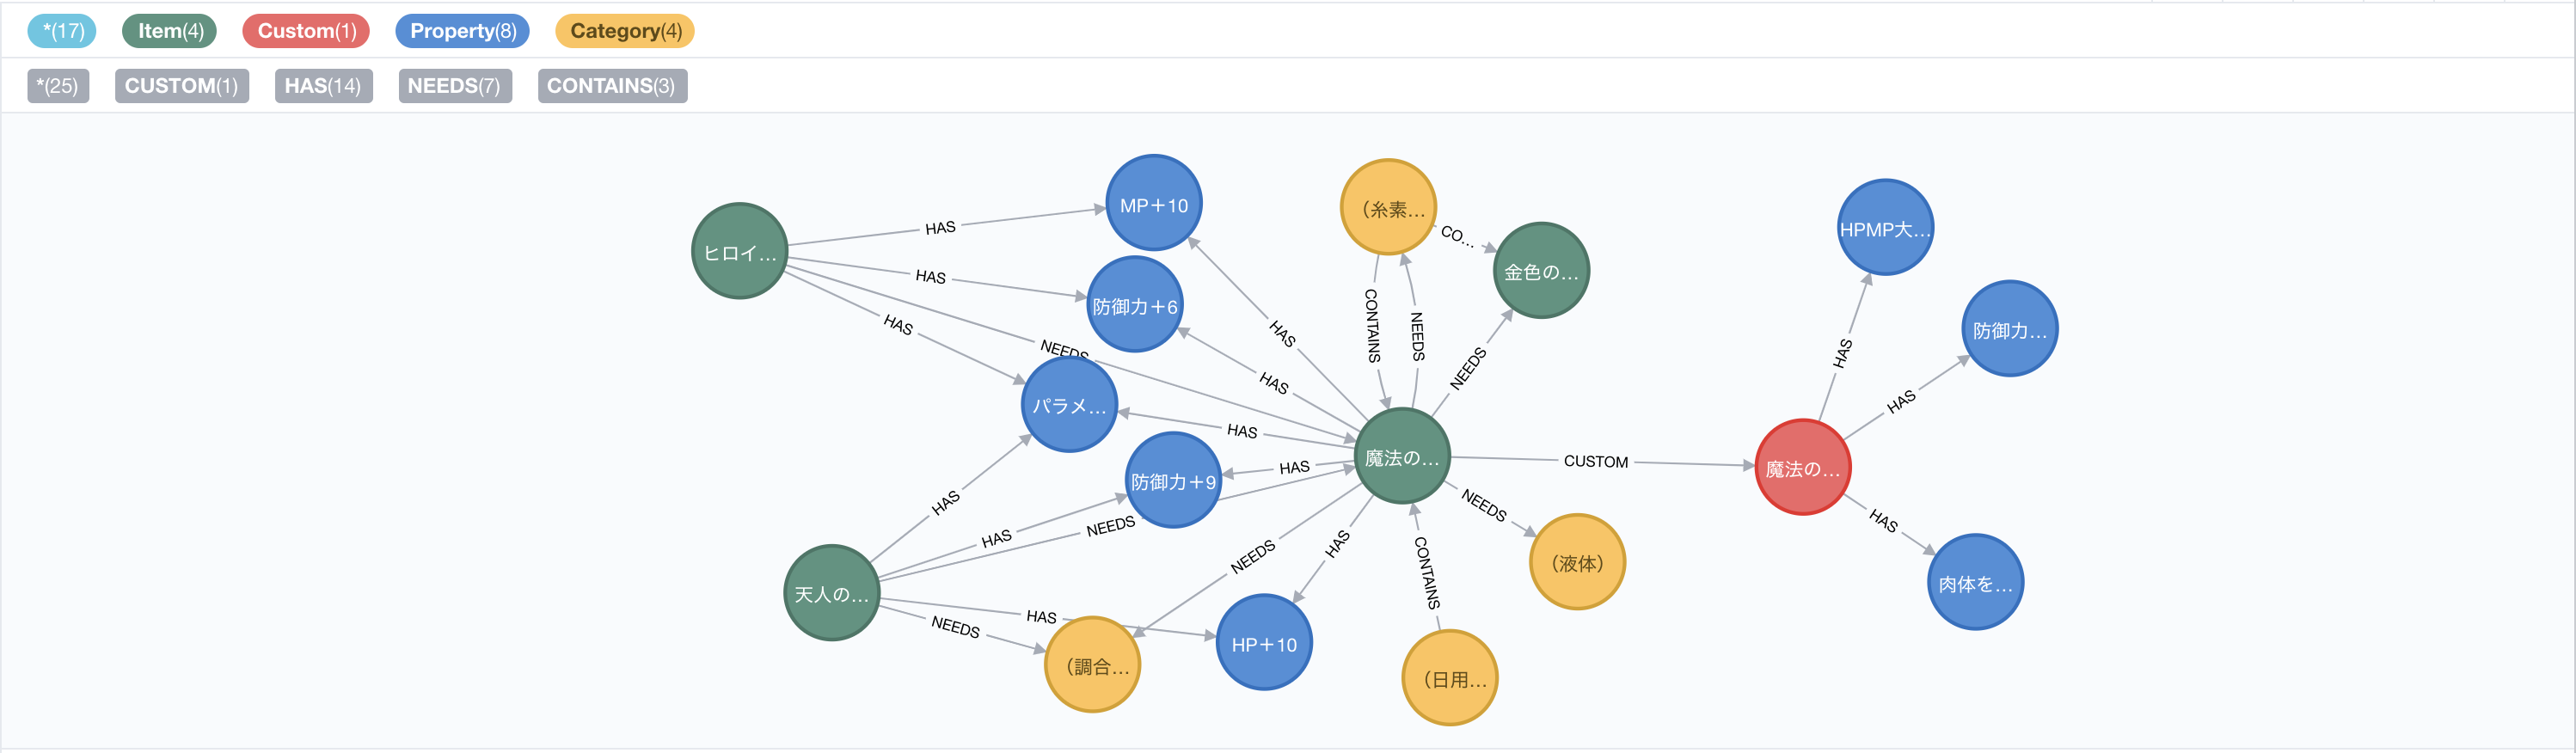 *(17) Item(4) Custom(1) Property(8) Category(4)
*(25) CUSTOM(1) HAS(14) NEEDS(7) CONTAINS(3)
MP＋10
（糸素…
HPMP大…
ヒロイ…
HAS
CO…
金色の…
HAS
防御力＋6
HAS
CONTAINS
NEEDS
防御力…
HAS
NEEDS
HAS
NEEDS
HAS
HAS
パラメ…
HAS
魔法の…
CUSTOM
魔法の…
HAS
防御力＋9
HAS
NEEDS
HAS
HAS
NEEDS
NEEDS
HAS
CONTAINS
（液体）
肉体を…
天人の…
HAS
NEEDS
HP＋10
（調合…
（日用…